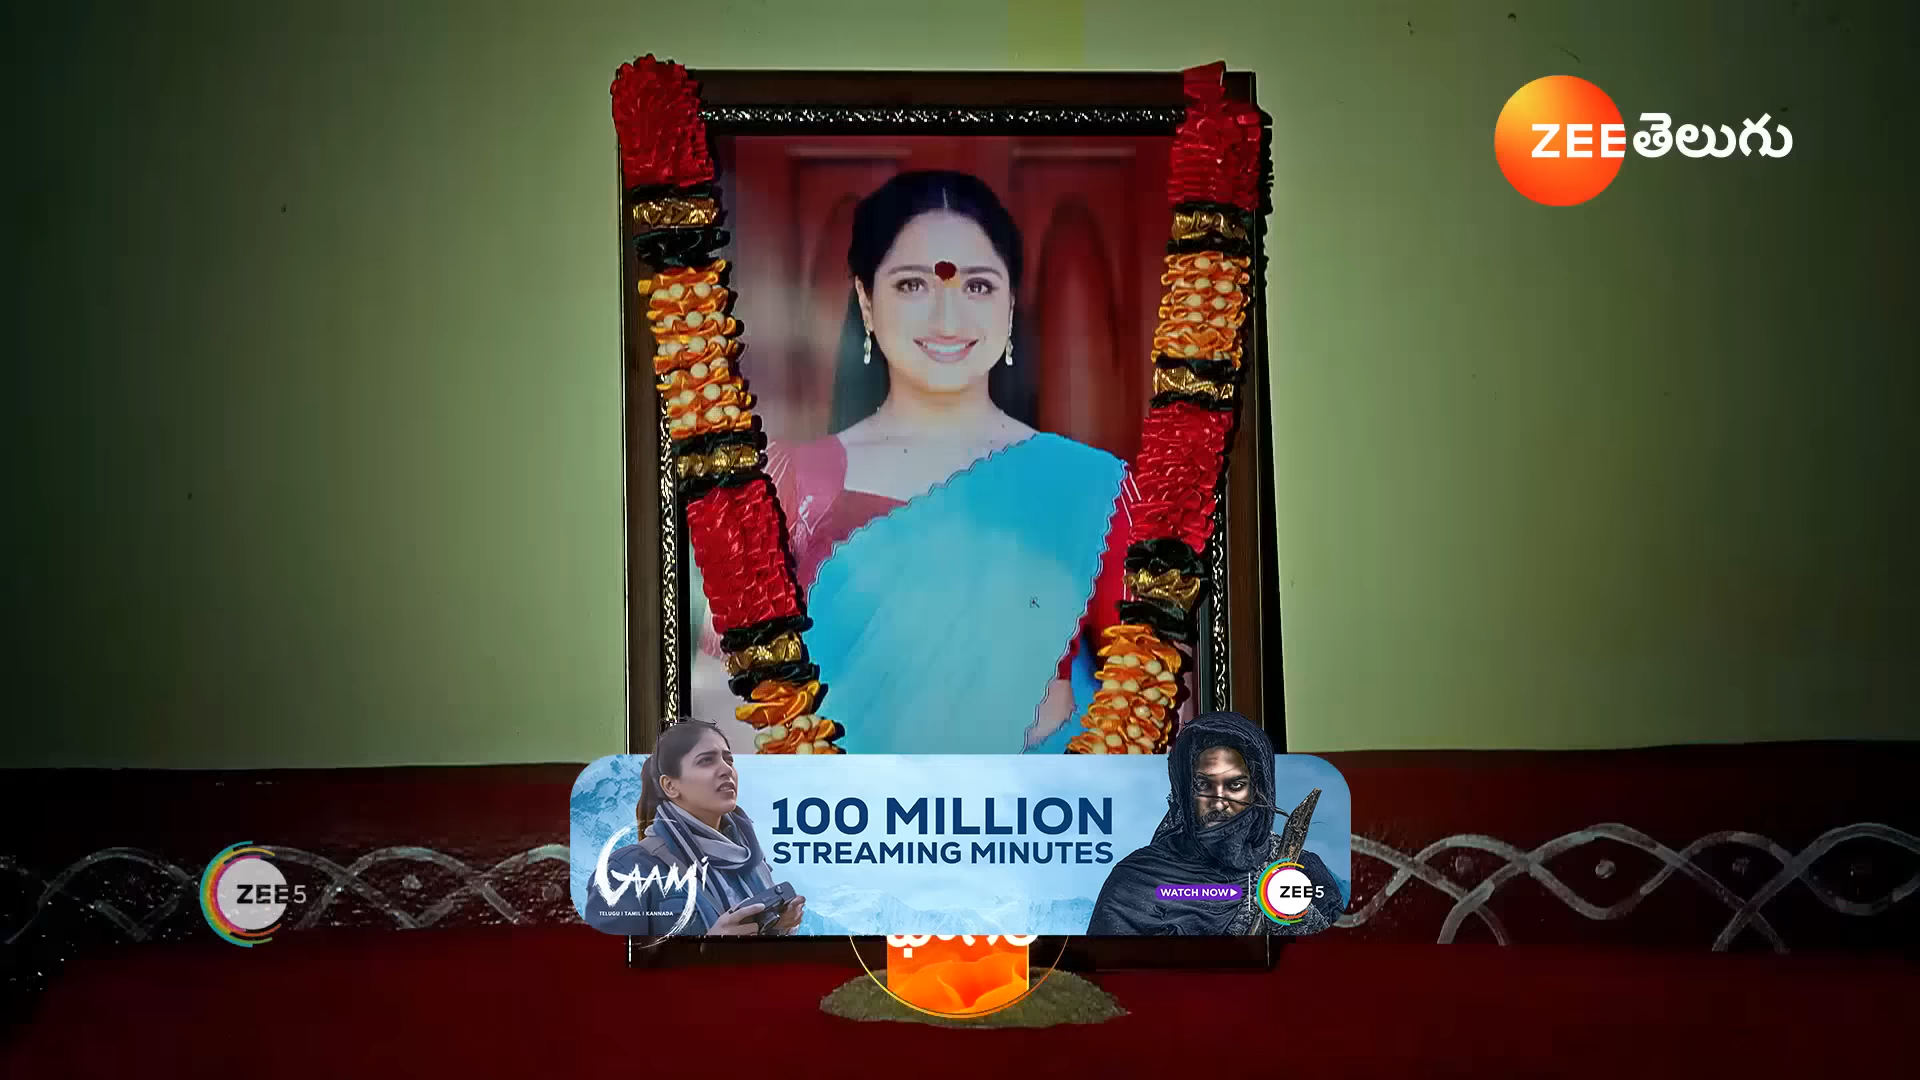 ZEE తెలుగు
100 MILLION
STREAMING MINUTES
GAAMI
TELUGU | TAMIL | KANNADA
WATCH NOW
ZEE5
ZEE5